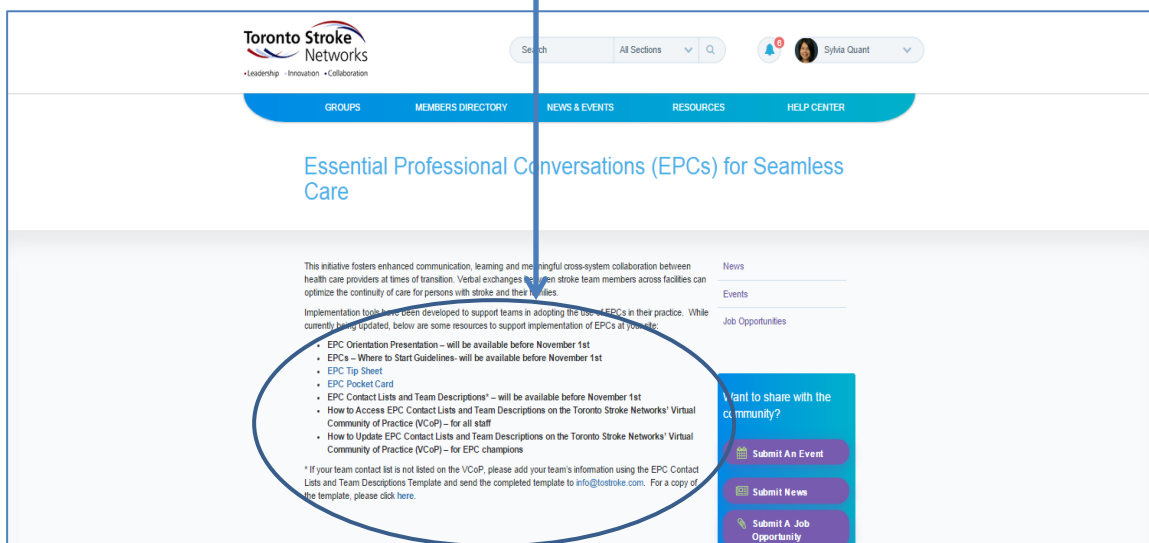 Toronto Stroke
Networks
•Leadership •Innovation •Collaboration
Search All Sections
6
Sylvia Quant
GROUPS MEMBERS DIRECTORY NEWS & EVENTS RESOURCES HELP CENTER
Essential Professional Conversations (EPCs) for Seamless
Care
This initiative fosters enhanced communication, learning and meaningful cross-system collaboration between
health care providers at times of transition. Verbal exchanges between stroke team members across facilities can
optimize the continuity of care for persons with stroke and their families.
Implementation tools have been developed to support teams in adopting the use of EPCs in their practice. While
currently being updated, below are some resources to support implementation of EPCs at your site:
• EPC Orientation Presentation – will be available before November 1st
• EPCs – Where to Start Guidelines- will be available before November 1st
• EPC Tip Sheet
• EPC Pocket Card
• EPC Contact Lists and Team Descriptions* – will be available before November 1st
• How to Access EPC Contact Lists and Team Descriptions on the Toronto Stroke Networks' Virtual
Community of Practice (VCoP) – for all staff
• How to Update EPC Contact Lists and Team Descriptions on the Toronto Stroke Networks' Virtual
Community of Practice (VCoP) – for EPC champions
* If your team contact list is not listed on the VCoP, please add your team's information using the EPC Contact
Lists and Team Descriptions Template and send the completed template to info@tostroke.com. For a copy of
the template, please click here.
News
Events
Job Opportunities
Want to share with the
community?
Submit An Event
Submit News
Submit A Job
Opportunity